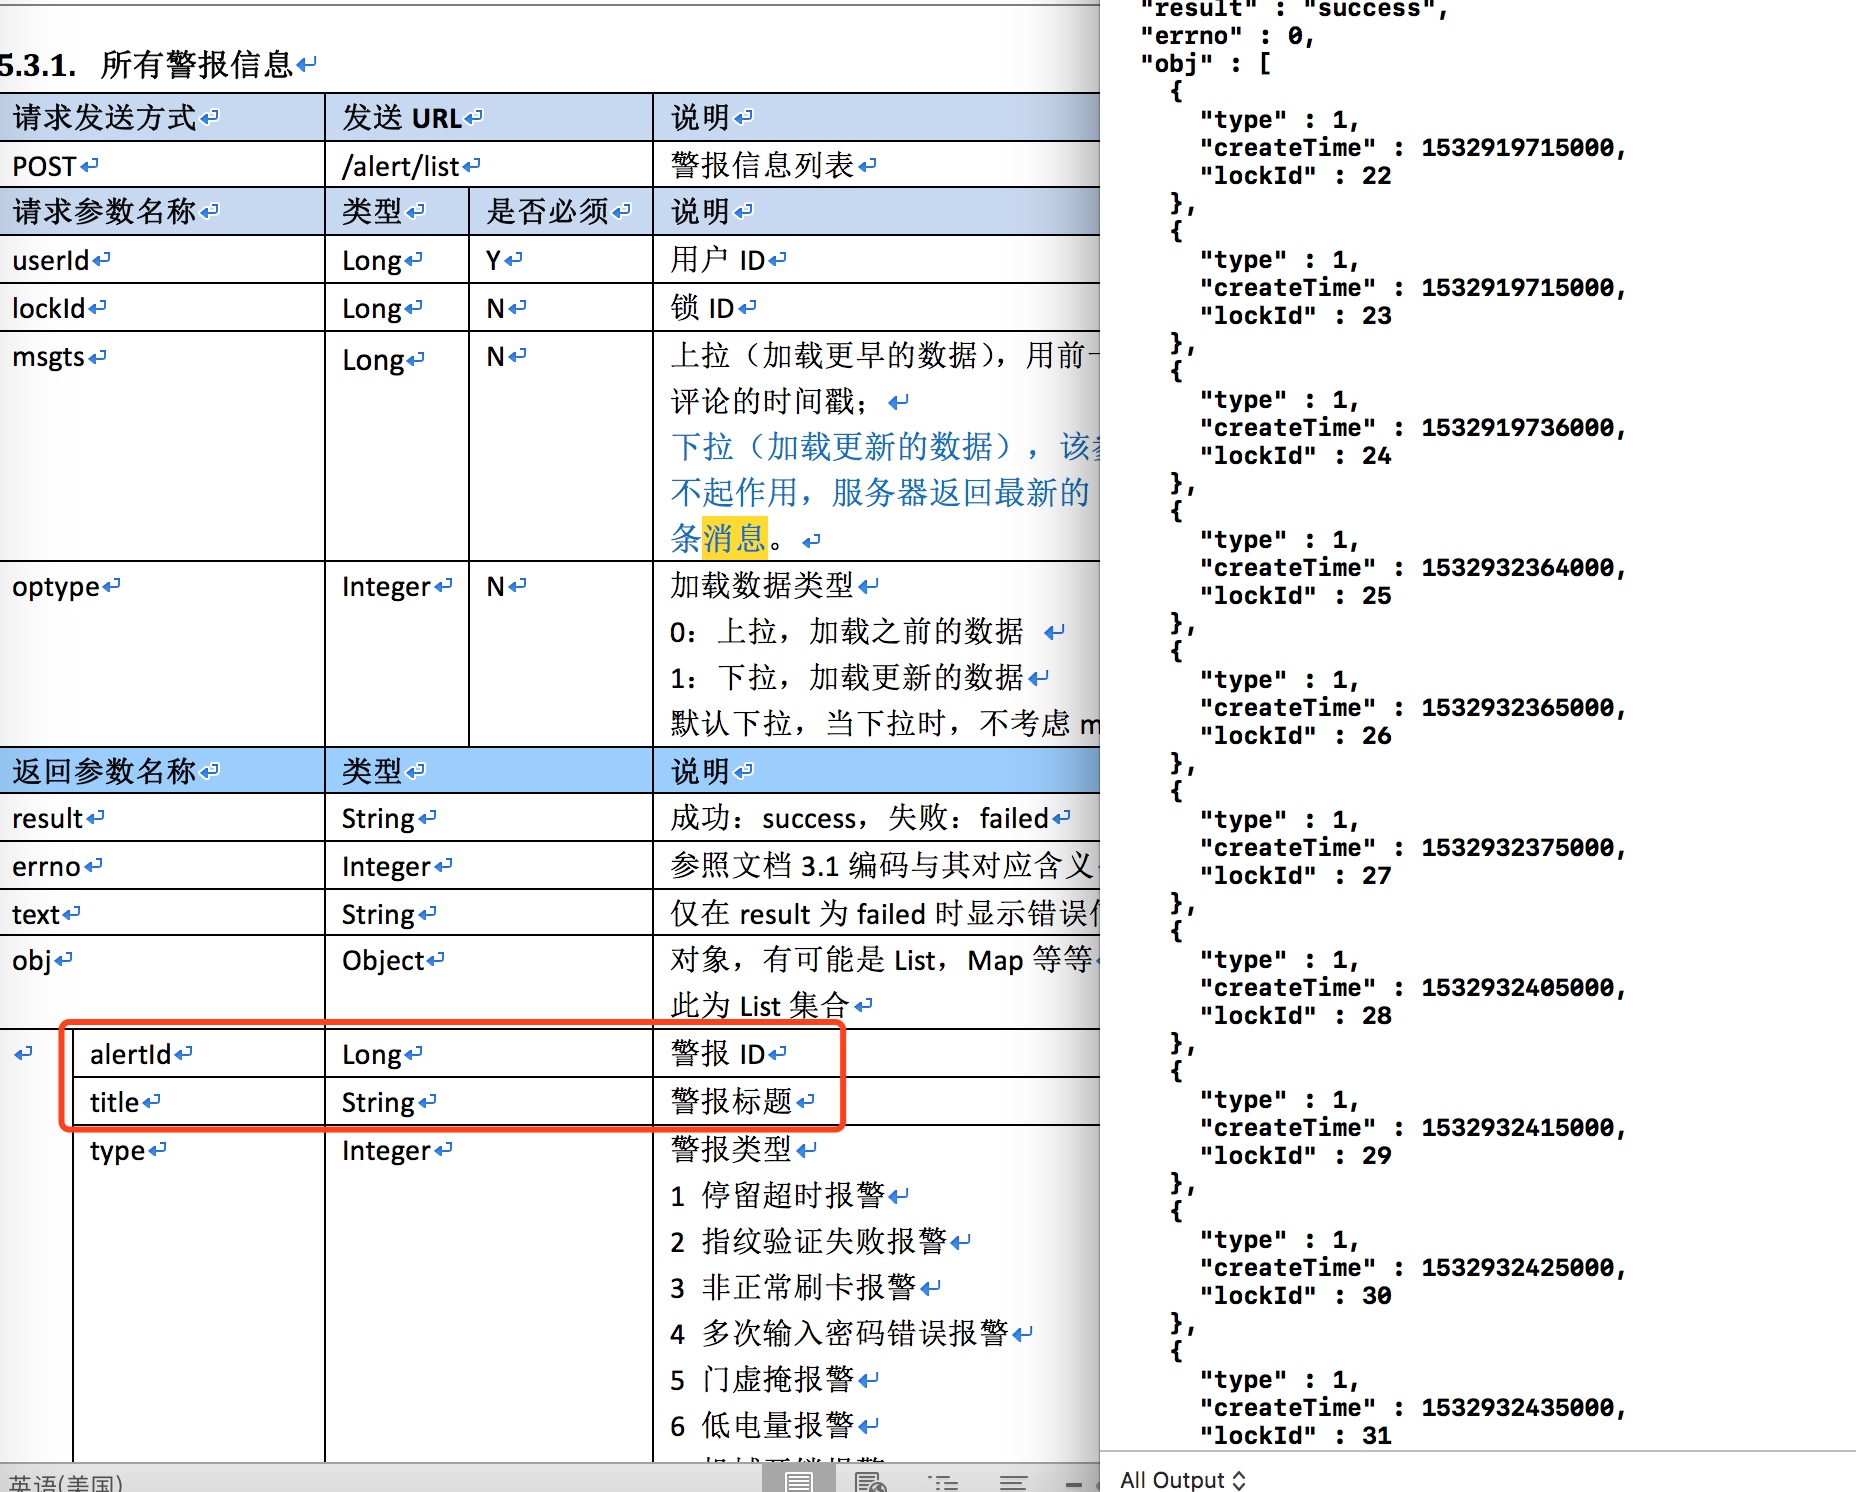 5.3.1. 所有警报信息
请求发送方式 发送 URL 说明
POST /alert/list 警报信息列表
请求参数名称 类型 是否必须 说明
userId Long Y 用户 ID
lockId Long N 锁 ID
msgts Long N 上拉（加载更早的数据），用前一
评论的时间戳；
下拉（加载更新的数据），该
不起作用，服务器返回最新的
条消息。
optype Integer N 加载数据类型
0：上拉，加载之前的数据
1：下拉，加载更新的数据
默认下拉，当下拉时，不考虑 m
返回参数名称 类型 说明
result String 成功：success，失败：failed
errno Integer 参照文档 3.1 编码与其对应含义
text String 仅在 result 为 failed 时显示错误
obj Object 对象，有可能是 List，Map 等等
此为 List 集合
alertId Long 警报 ID
title String 警报标题
type Integer 警报类型
1 停留超时报警
2 指纹验证失败报警
3 非正常刷卡报警
4 多次输入密码错误报警
5 门虚掩报警
6 低电量报警
英语(美国)
"result" : "success",
"errno" : 0,
"obj" : [
{
"type" : 1,
"createTime" : 1532919715000,
"lockId" : 22
},
{
"type" : 1,
"createTime" : 1532919715000,
"lockId" : 23
},
{
"type" : 1,
"createTime" : 1532919736000,
"lockId" : 24
},
{
"type" : 1,
"createTime" : 1532932364000,
"lockId" : 25
},
{
"type" : 1,
"createTime" : 1532932365000,
"lockId" : 26
},
{
"type" : 1,
"createTime" : 1532932375000,
"lockId" : 27
},
{
"type" : 1,
"createTime" : 1532932405000,
"lockId" : 28
},
{
"type" : 1,
"createTime" : 1532932415000,
"lockId" : 29
},
{
"type" : 1,
"createTime" : 1532932425000,
"lockId" : 30
},
{
"type" : 1,
"createTime" : 1532932435000,
"lockId" : 31
All Output